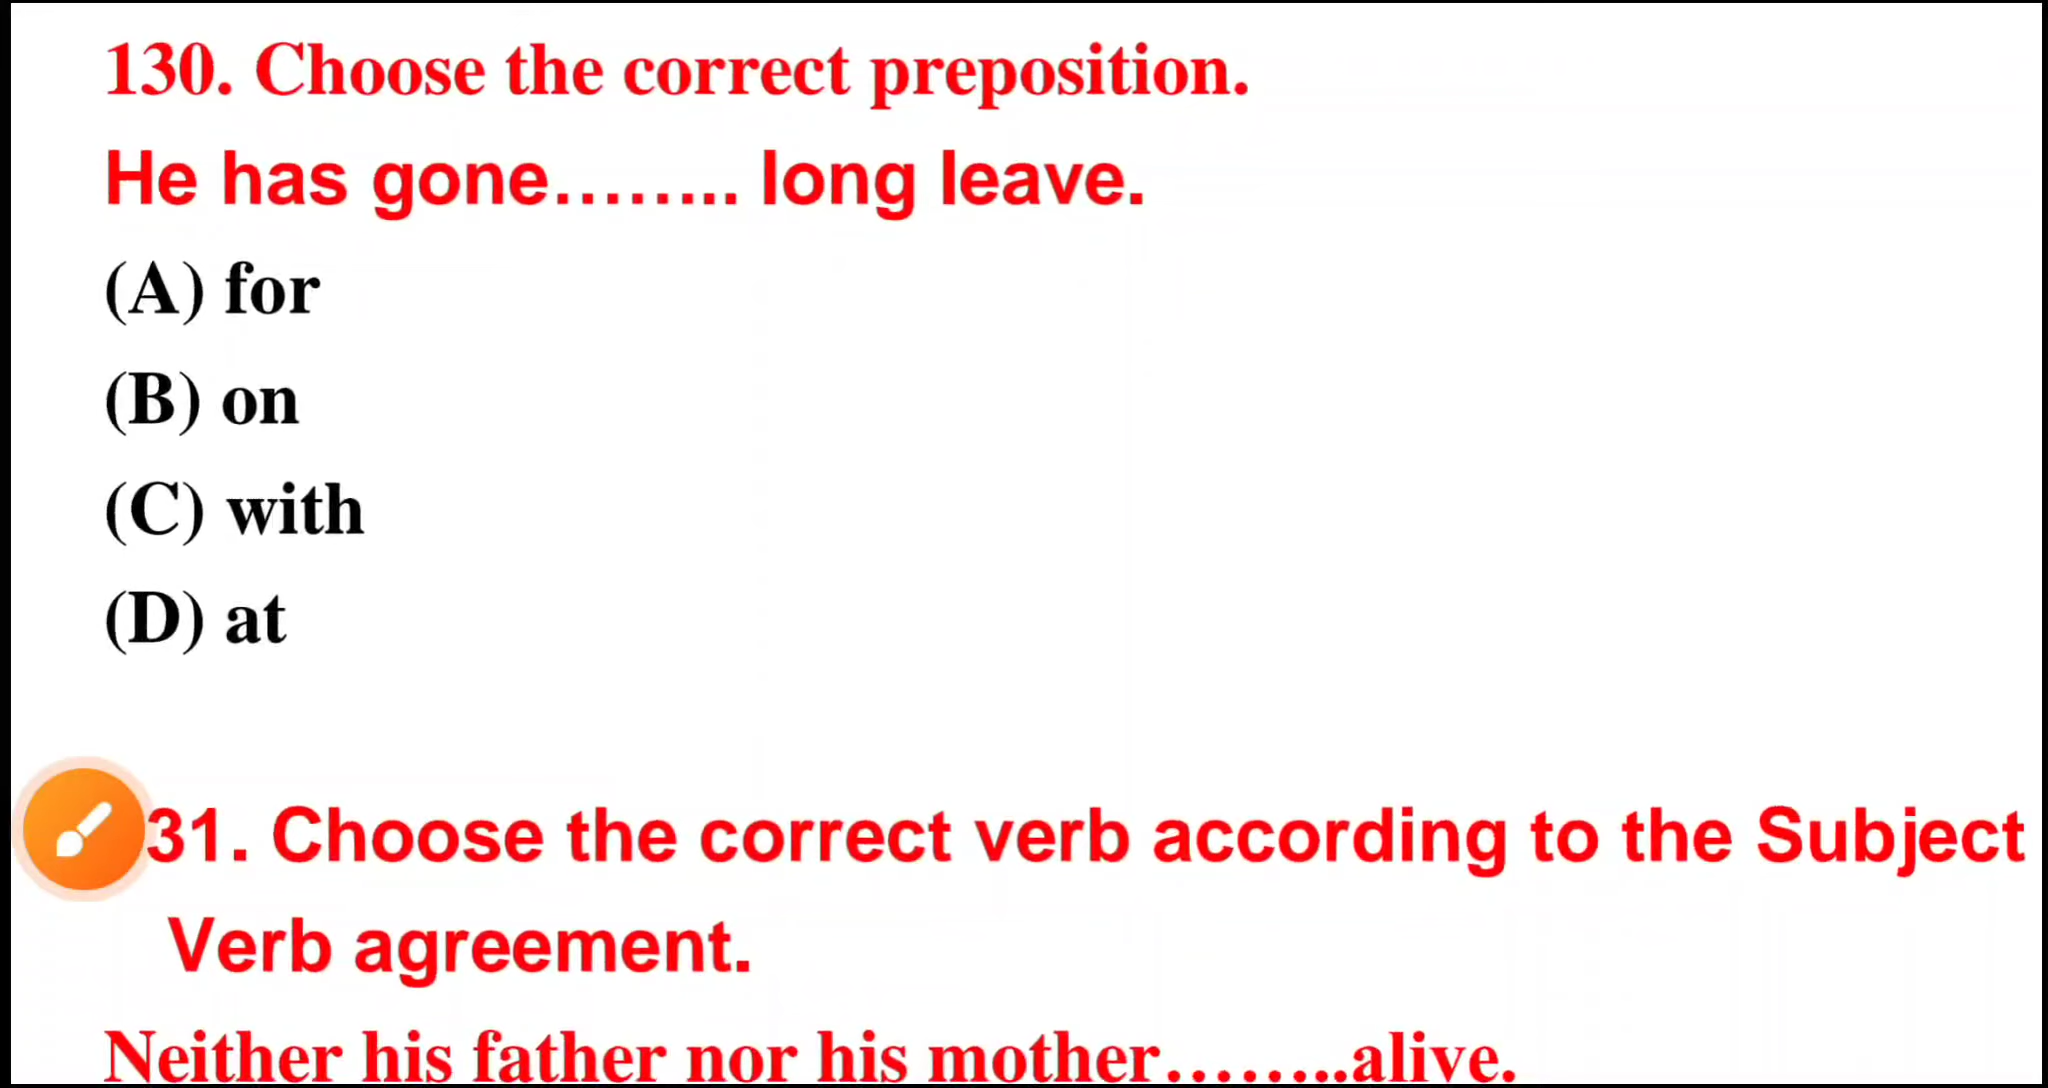 130. Choose the correct preposition.
He has gone........ long leave.
(A) for
(B) on
(C) with
(D) at
31. Choose the correct verb according to the Subject
Verb agreement.
Neither his father nor his mother........alive.